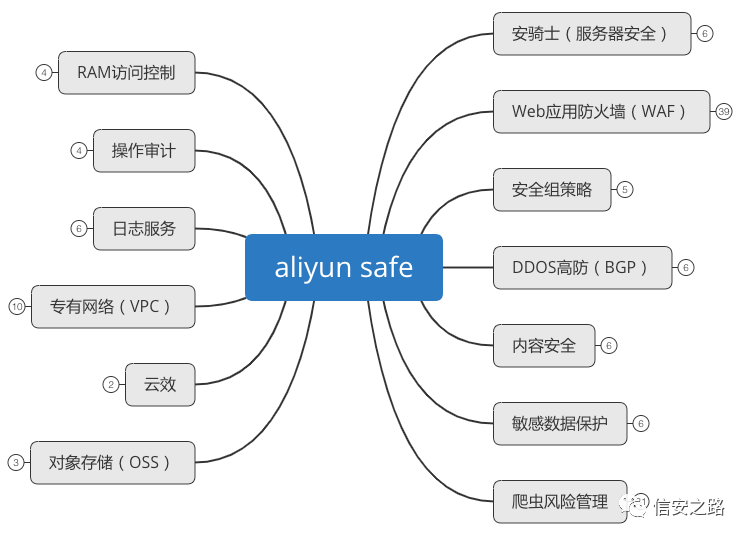 aliyun safe
RAM访问控制
4
操作审计
4
日志服务
6
专有网络（VPC）
10
云效
2
对象存储（OSS）
3
安骑士（服务器安全）
6
Web应用防火墙（WAF）
39
安全组策略
5
DDOS高防（BGP）
6
内容安全
6
敏感数据保护
6
爬虫风险管理
信安之路